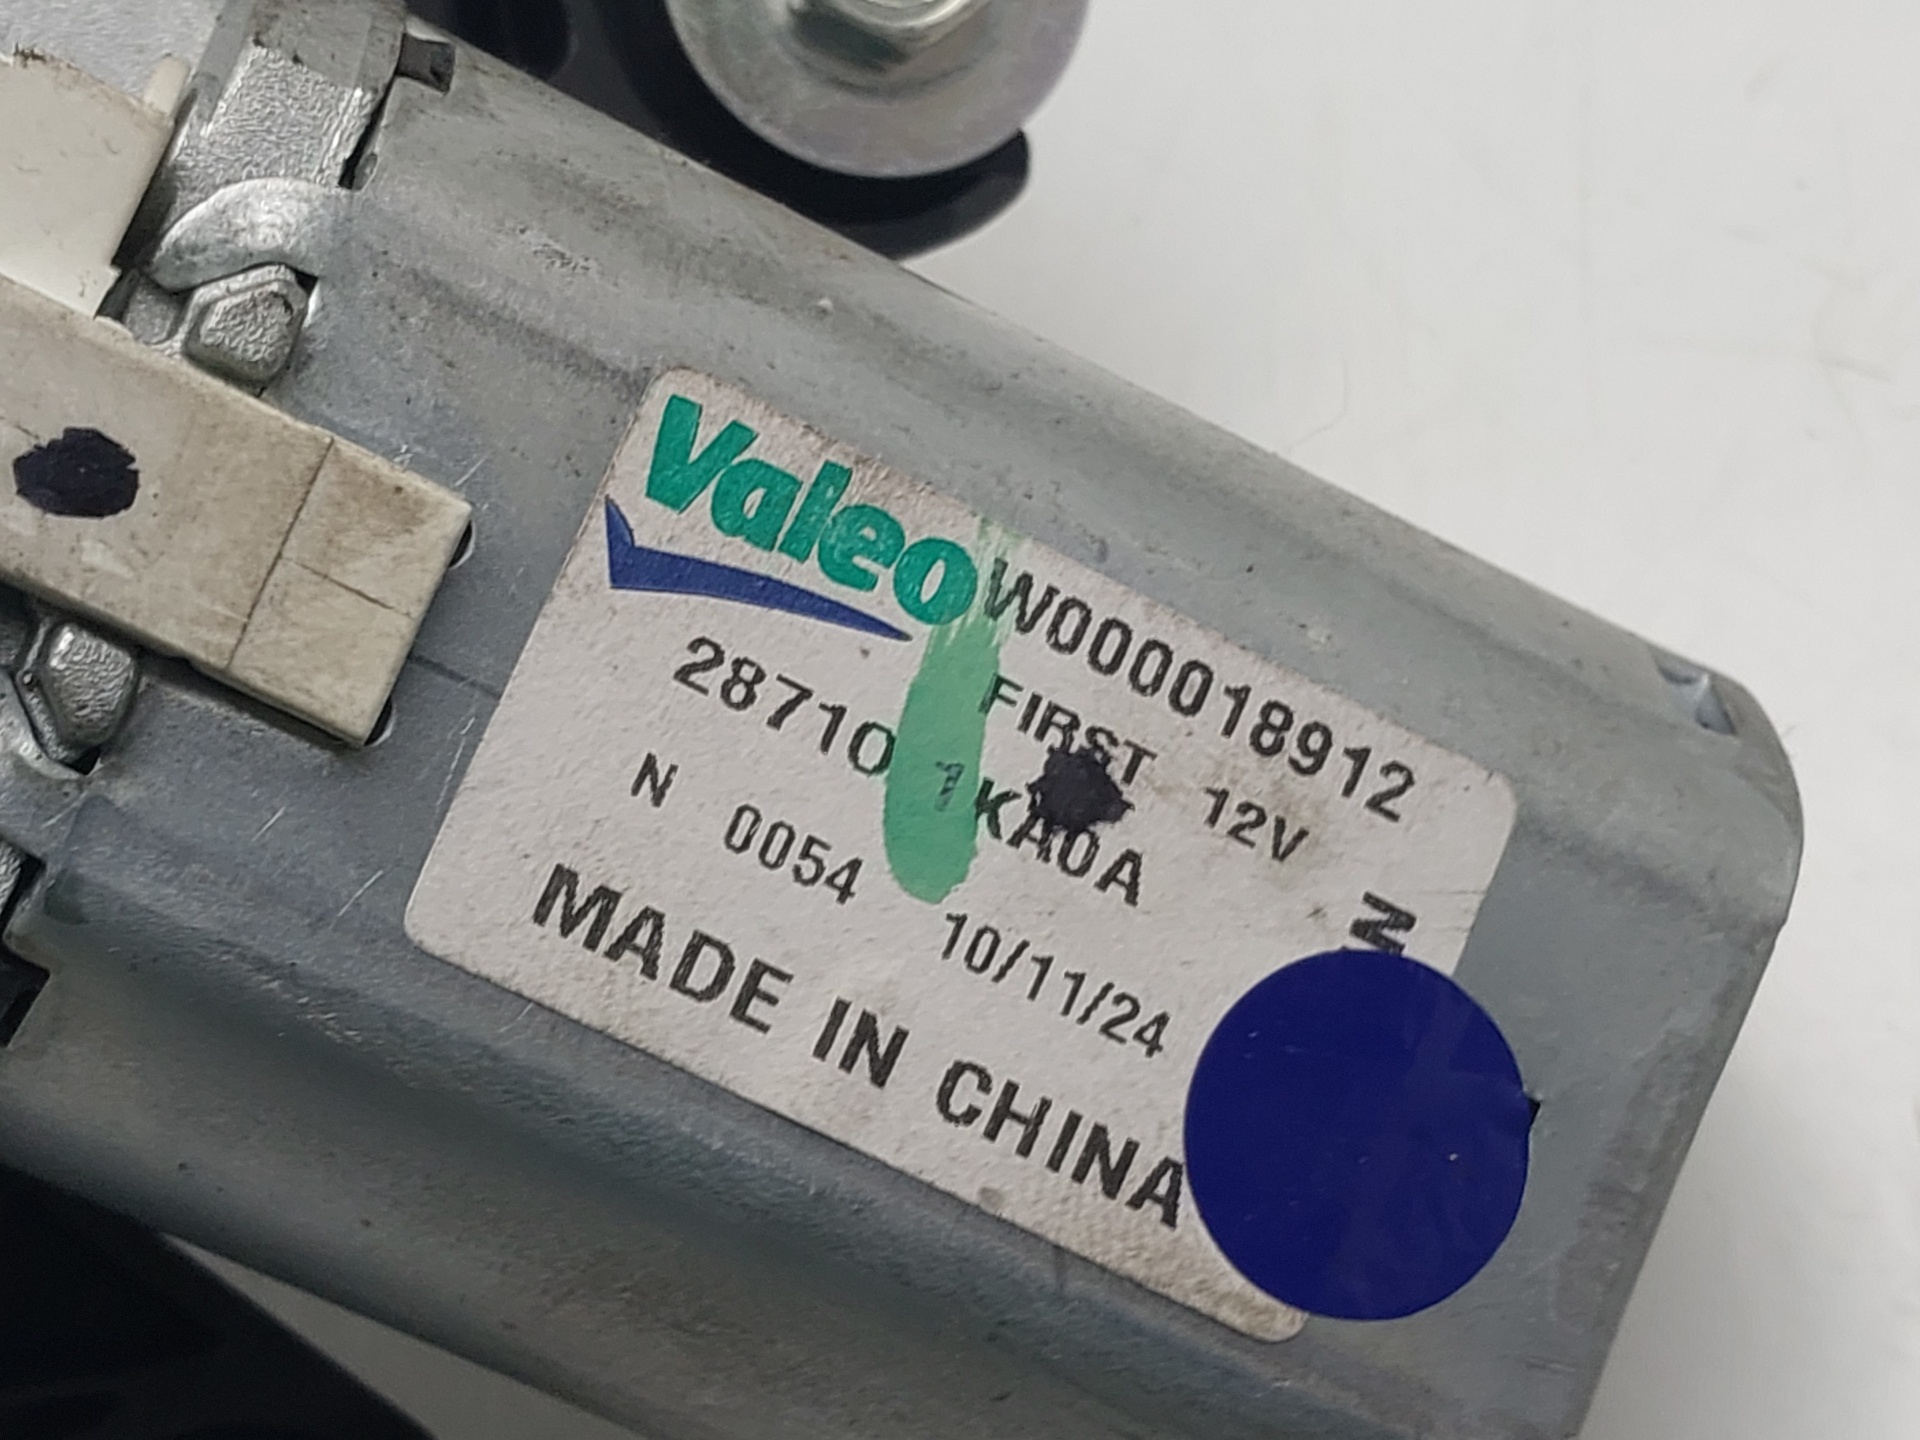 Valeo
W000018912
FIRST 12V
28710 1KA0A
N 0054 10/11/24
MADE IN CHINA